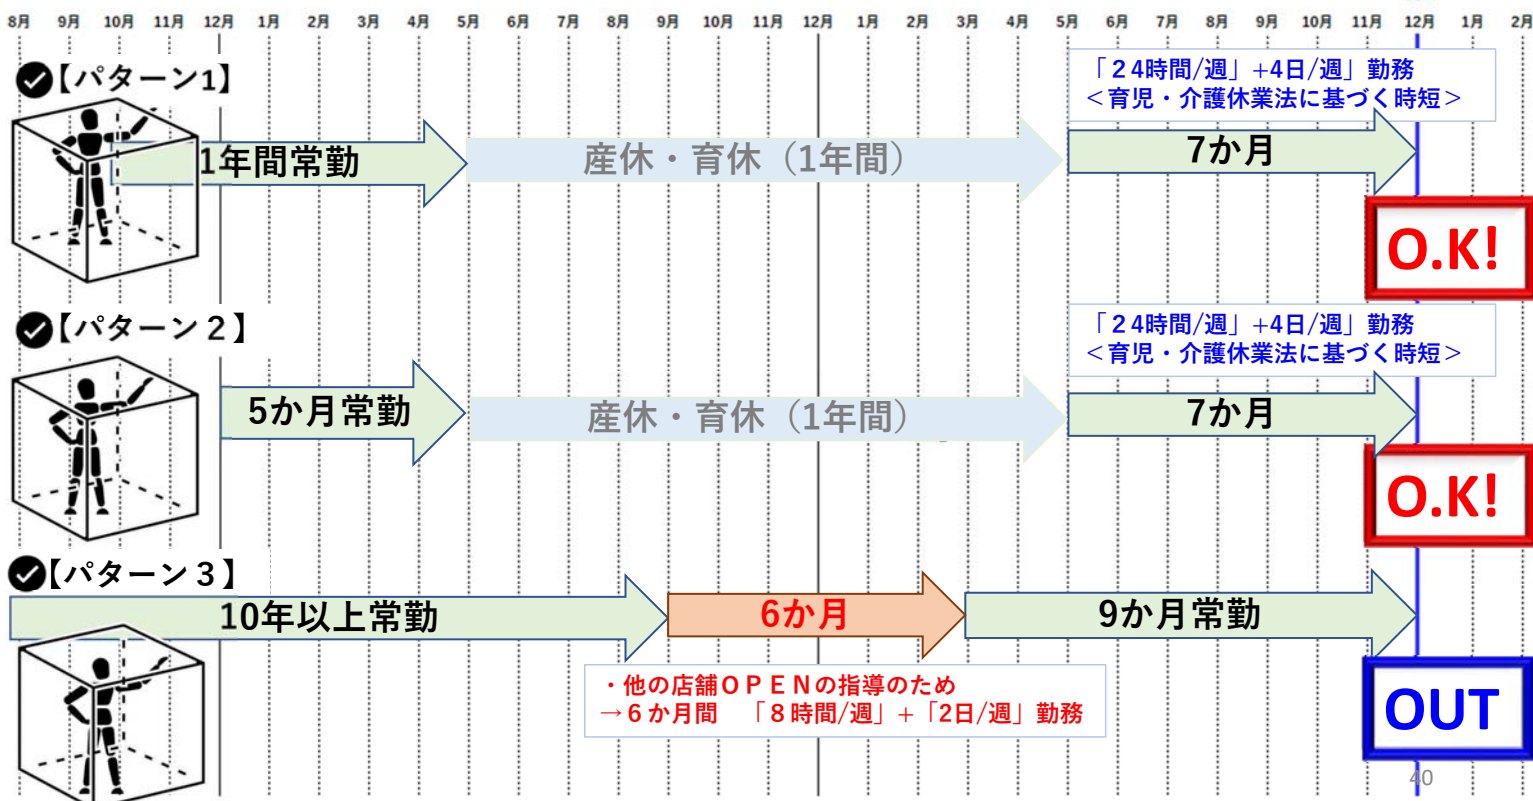 8月 9月 10月 11月 12月 1月 2月 3月 4月 5月 6月 7月 8月 9月 10月 11月 12月 1月 2月 3月 4月 5月 6月 7月 8月 9月 10月 11月 12月 1月 2月
【パターン1】
「24時間/週」+4日/週」勤務
＜育児・介護休業法に基づく時短＞
1年間常勤
産休・育休（1年間）
7か月
O.K!
【パターン２】
「24時間/週」+4日/週」勤務
＜育児・介護休業法に基づく時短＞
5か月常勤
産休・育休（1年間）
7か月
O.K!
【パターン３】
10年以上常勤
6か月
9か月常勤
・他の店舗ＯＰＥＮの指導のため
→６か月間　「８時間/週」+「2日/週」勤務
OUT
40